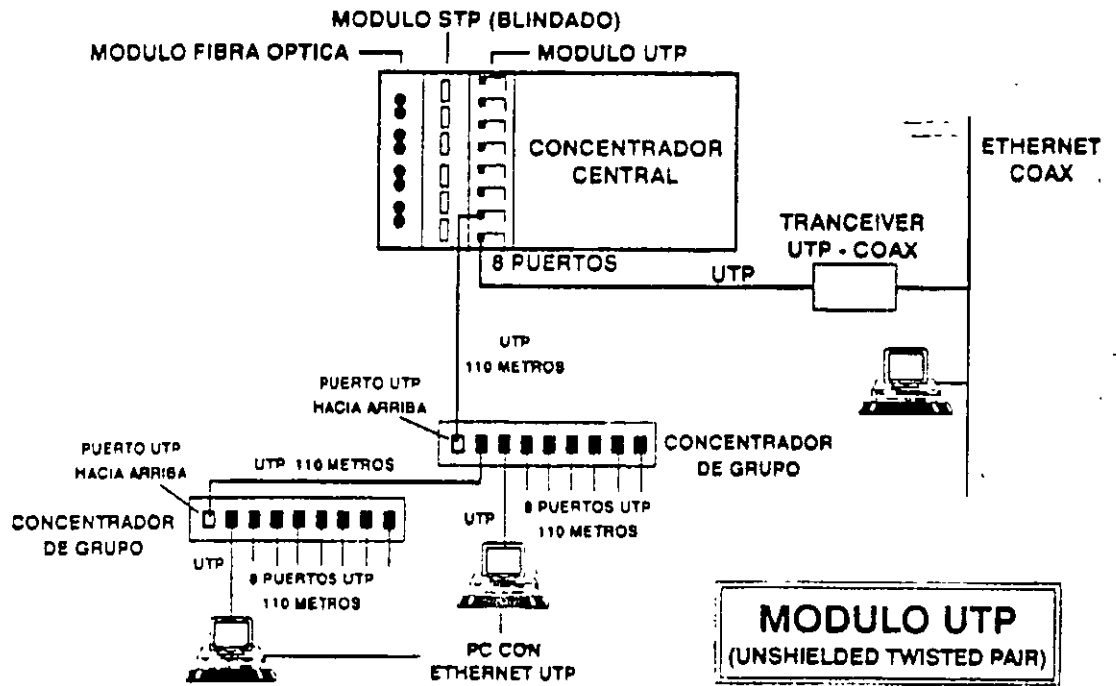 MODULO STP (BLINDADO)
MODULO FIBRA OPTICA
MODULO UTP
CONCENTRADOR
CENTRAL
ETHERNET
COAX
TRANCEIVER
UTP - COAX
8 PUERTOS
UTP
UTP
110 METROS
PUERTO UTP
HACIA ARRIBA
CONCENTRADOR
DE GRUPO
PUERTO UTP
HACIA ARRIBA
UTP 110 METROS
8 PUERTOS UTP
110 METROS
UTP
CONCENTRADOR
DE GRUPO
UTP
8 PUERTOS UTP
110 METROS
PC CON
ETHERNET UTP
MODULO UTP
(UNSHIELDED TWISTED PAIR)